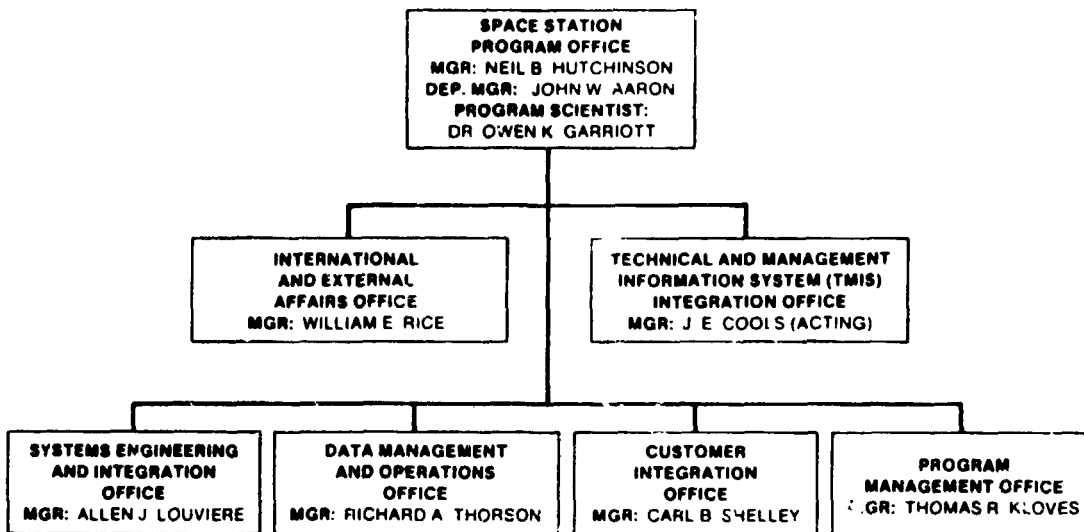 SPACE STATION
PROGRAM OFFICE
MGR: NEIL B HUTCHINSON
DEP. MGR: JOHN W AARON
PROGRAM SCIENTIST:
DR OWEN K GARRIOTT
INTERNATIONAL
AND EXTERNAL
AFFAIRS OFFICE
MGR: WILLIAM E RICE
TECHNICAL AND MANAGEMENT
INFORMATION SYSTEM (TMIS)
INTEGRATION OFFICE
MGR: J E COOLS (ACTING)
SYSTEMS ENGINEERING
AND INTEGRATION
OFFICE
MGR: ALLEN J LOUVIERE
DATA MANAGEMENT
AND OPERATIONS
OFFICE
MGR: RICHARD A THORSON
CUSTOMER
INTEGRATION
OFFICE
MGR: CARL B SHELLEY
PROGRAM
MANAGEMENT OFFICE
MGR: THOMAS R KLOVES